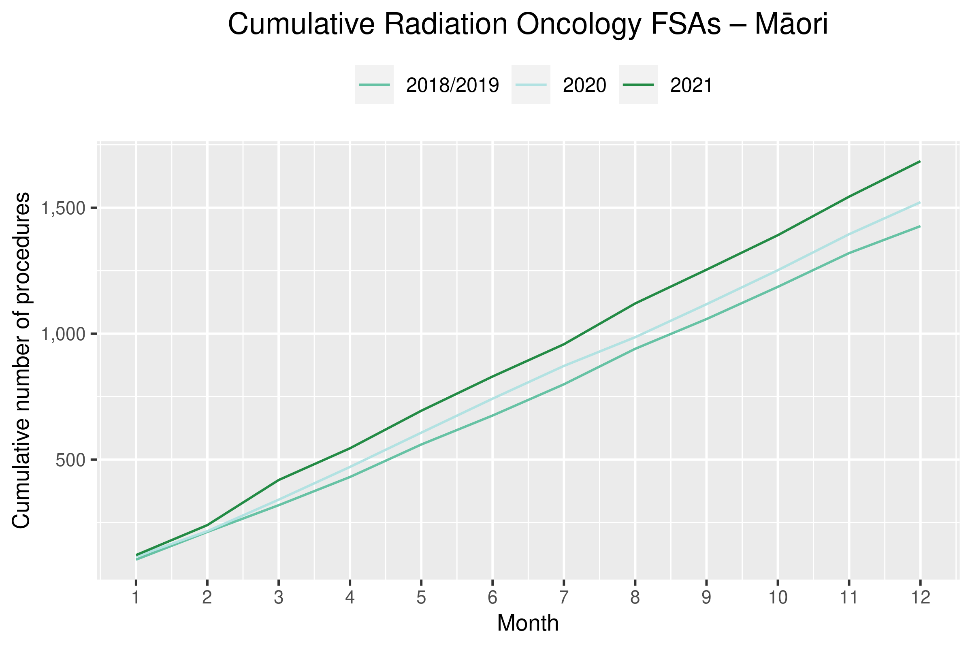 Cumulative Radiation Oncology FSAs – Māori
2018/2019 2020 2021
Cumulative number of procedures
1,500
1,000
500
1 2 3 4 5 6 7 8 9 10 11 12
Month